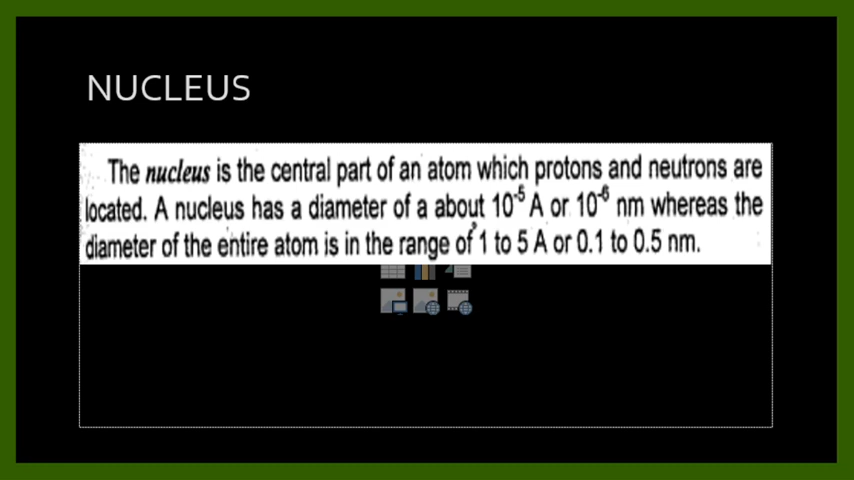 NUCLEUS
The nucleus is the central part of an atom which protons and neutrons are
located. A nucleus has a diameter of a about 10⁻⁵ A or 10⁻⁶ nm whereas the
diameter of the entire atom is in the range of 1 to 5 A or 0.1 to 0.5 nm.